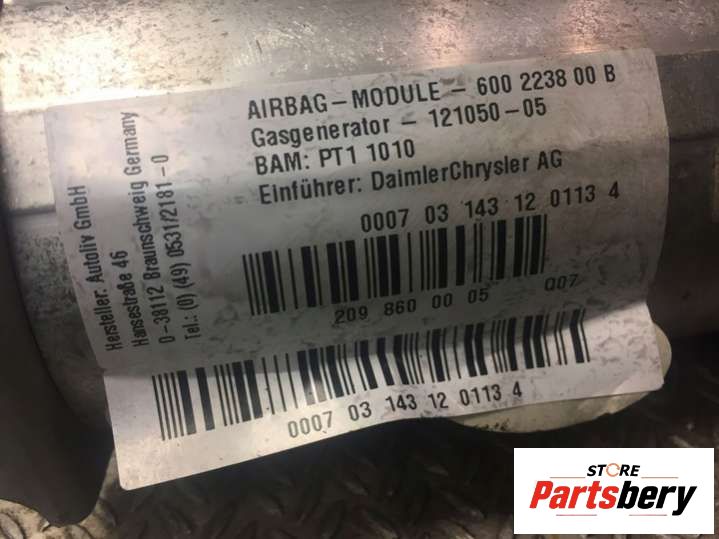 AIRBAG-MODULE - 600 2238 00 B
Gasgenerator - 121050-05
BAM: PT1 1010
Einführer: DaimlerChrysler AG
Hersteller: Autoliv GmbH
Hansestraße 46
D-38112 Braunschweig Germany
Tel.: (0) (49) 0531/2181-0
0007 03 143 12 0113 4
209 860 00 05 Q07
0007 03 143 12 0113 4
STORE
Partsbery